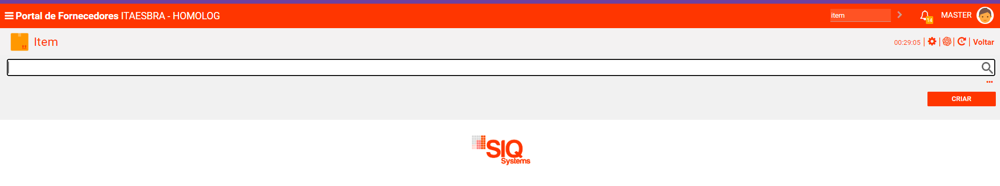 Portal de Fornecedores ITAESBRA - HOMOLOG
item
14
MASTER
Item
00:29:05
Voltar
CRIAR
SIQ
Systems